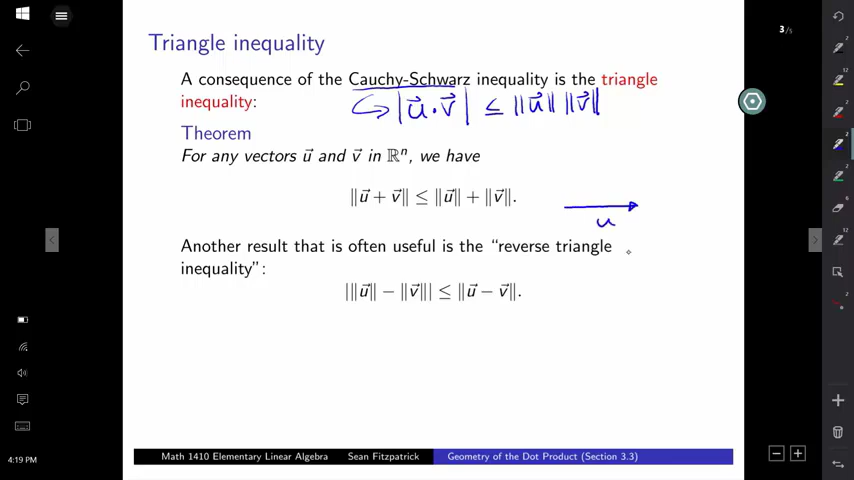 3/5
Triangle inequality
A consequence of the Cauchy-Schwarz inequality is the triangle
inequality:
|u⃗ · v⃗| ≤ ‖u⃗‖ ‖v⃗‖
Theorem
For any vectors u⃗ and v⃗ in ℝⁿ, we have
‖u⃗ + v⃗‖ ≤ ‖u⃗‖ + ‖v⃗‖.
u
Another result that is often useful is the “reverse triangle
inequality”:
|‖u⃗‖ − ‖v⃗‖| ≤ ‖u⃗ − v⃗‖.
4:19 PM
Math 1410 Elementary Linear Algebra Sean Fitzpatrick Geometry of the Dot Product (Section 3.3)